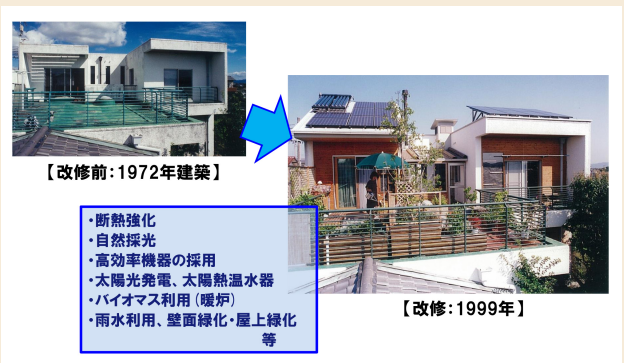 【改修前：1972年建築】
・断熱強化
・自然採光
・高効率機器の採用
・太陽光発電、太陽熱温水器
・バイオマス利用（暖炉）
・雨水利用、壁面緑化・屋上緑化
等
【改修：1999年】